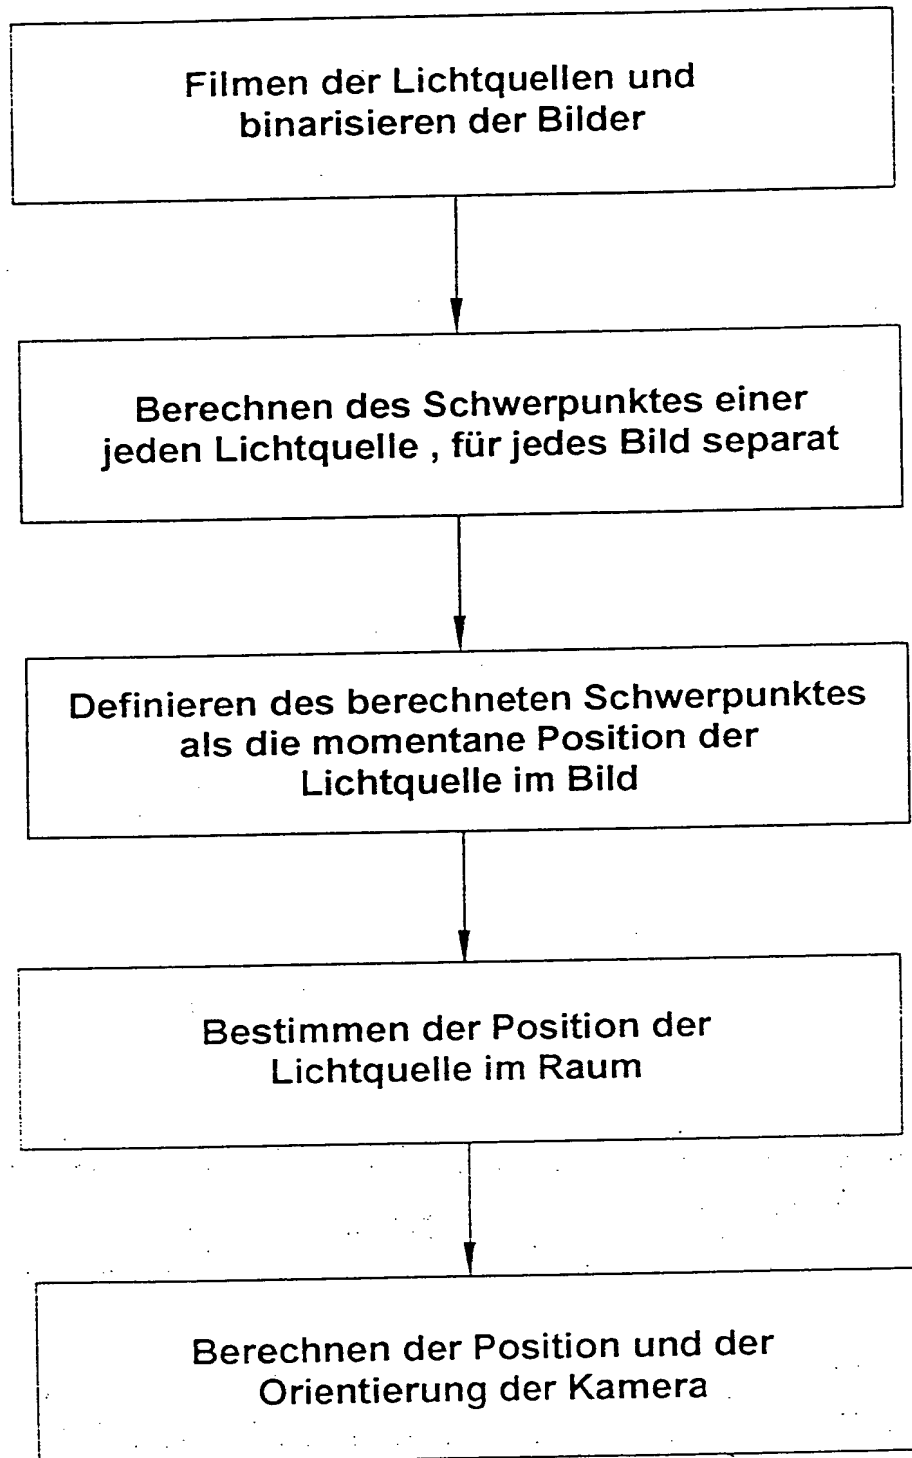 Filmen der Lichtquellen und
binarisieren der Bilder
Berechnen des Schwerpunktes einer
jeden Lichtquelle , für jedes Bild separat
Definieren des berechneten Schwerpunktes
als die momentane Position der
Lichtquelle im Bild
Bestimmen der Position der
Lichtquelle im Raum
Berechnen der Position und der
Orientierung der Kamera